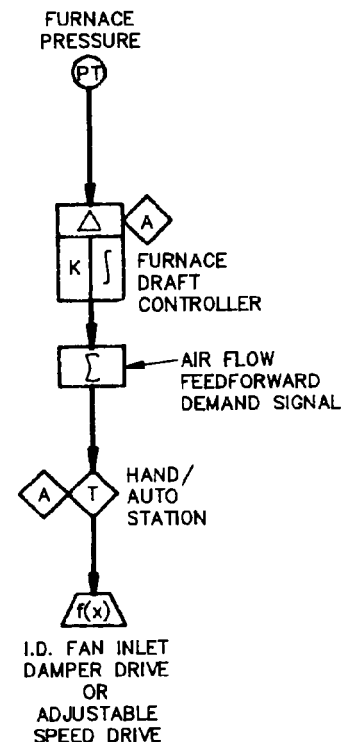 FURNACE
PRESSURE
PT
△
A
K ∫
FURNACE
DRAFT
CONTROLLER
Σ
AIR FLOW
FEEDFORWARD
DEMAND SIGNAL
A
T
HAND/
AUTO
STATION
f(x)
I.D. FAN INLET
DAMPER DRIVE
OR
ADJUSTABLE
SPEED DRIVE